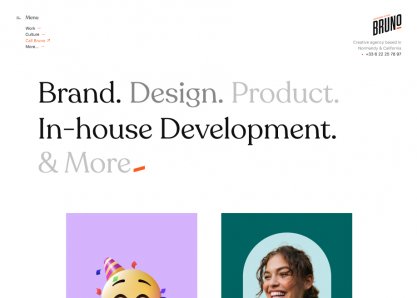 Menu
Work
Culture
Call Bruno
More...
BRUNO
Creative agency based in
Normandy & California
+33 6 22 25 78 97
Brand. Design. Product.
In-house Development.
& More